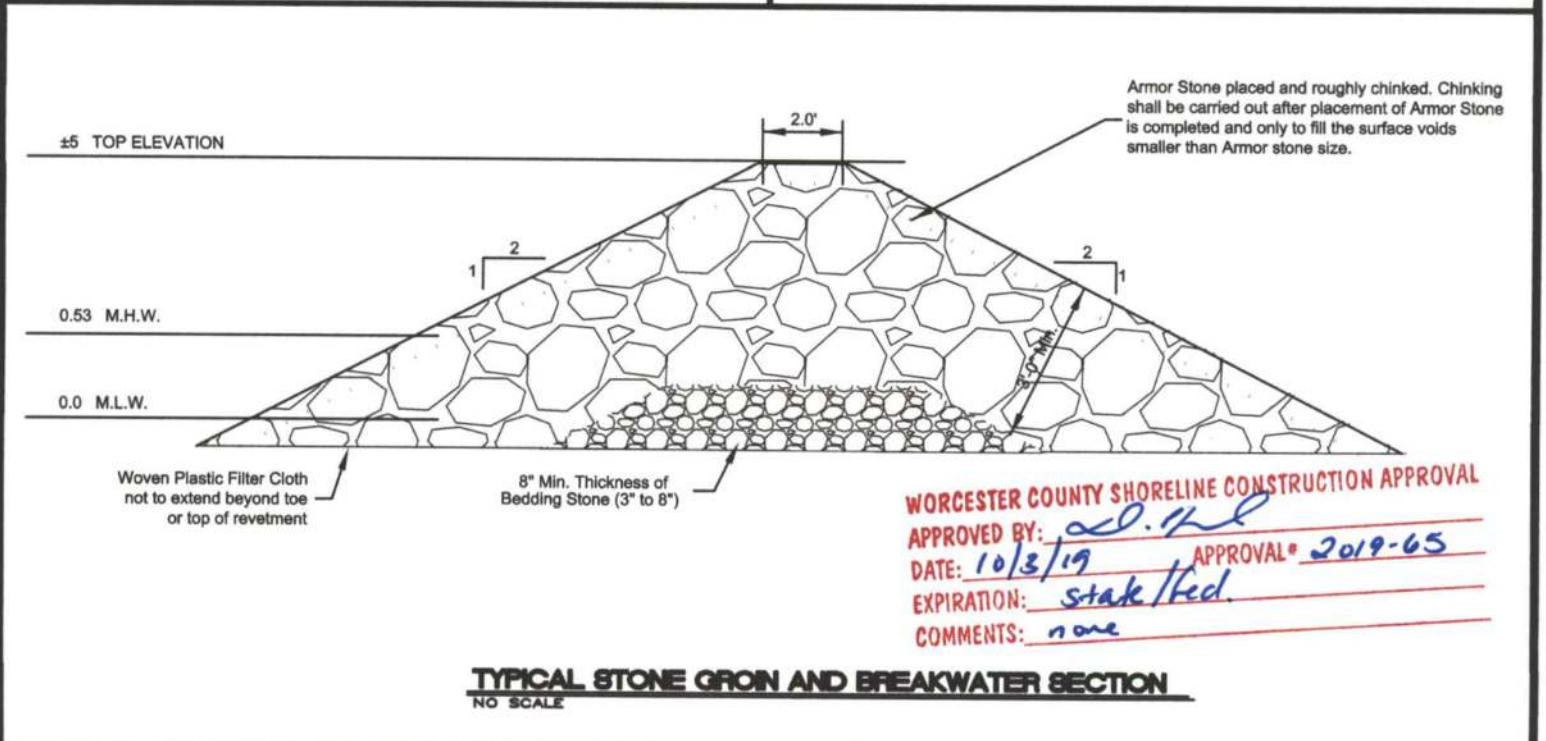 ±5 TOP ELEVATION
2.0'
Armor Stone placed and roughly chinked. Chinking
shall be carried out after placement of Armor Stone
is completed and only to fill the surface voids
smaller than Armor stone size.
2
1
2
1
0.53 M.H.W.
3'-0" Min.
0.0 M.L.W.
Woven Plastic Filter Cloth
not to extend beyond toe
or top of revetment
8" Min. Thickness of
Bedding Stone (3" to 8")
WORCESTER COUNTY SHORELINE CONSTRUCTION APPROVAL
APPROVED BY:
DATE: 10/3/19 APPROVAL# 2019-65
EXPIRATION: state/fed.
COMMENTS: none
TYPICAL STONE GROIN AND BREAKWATER SECTION
NO SCALE